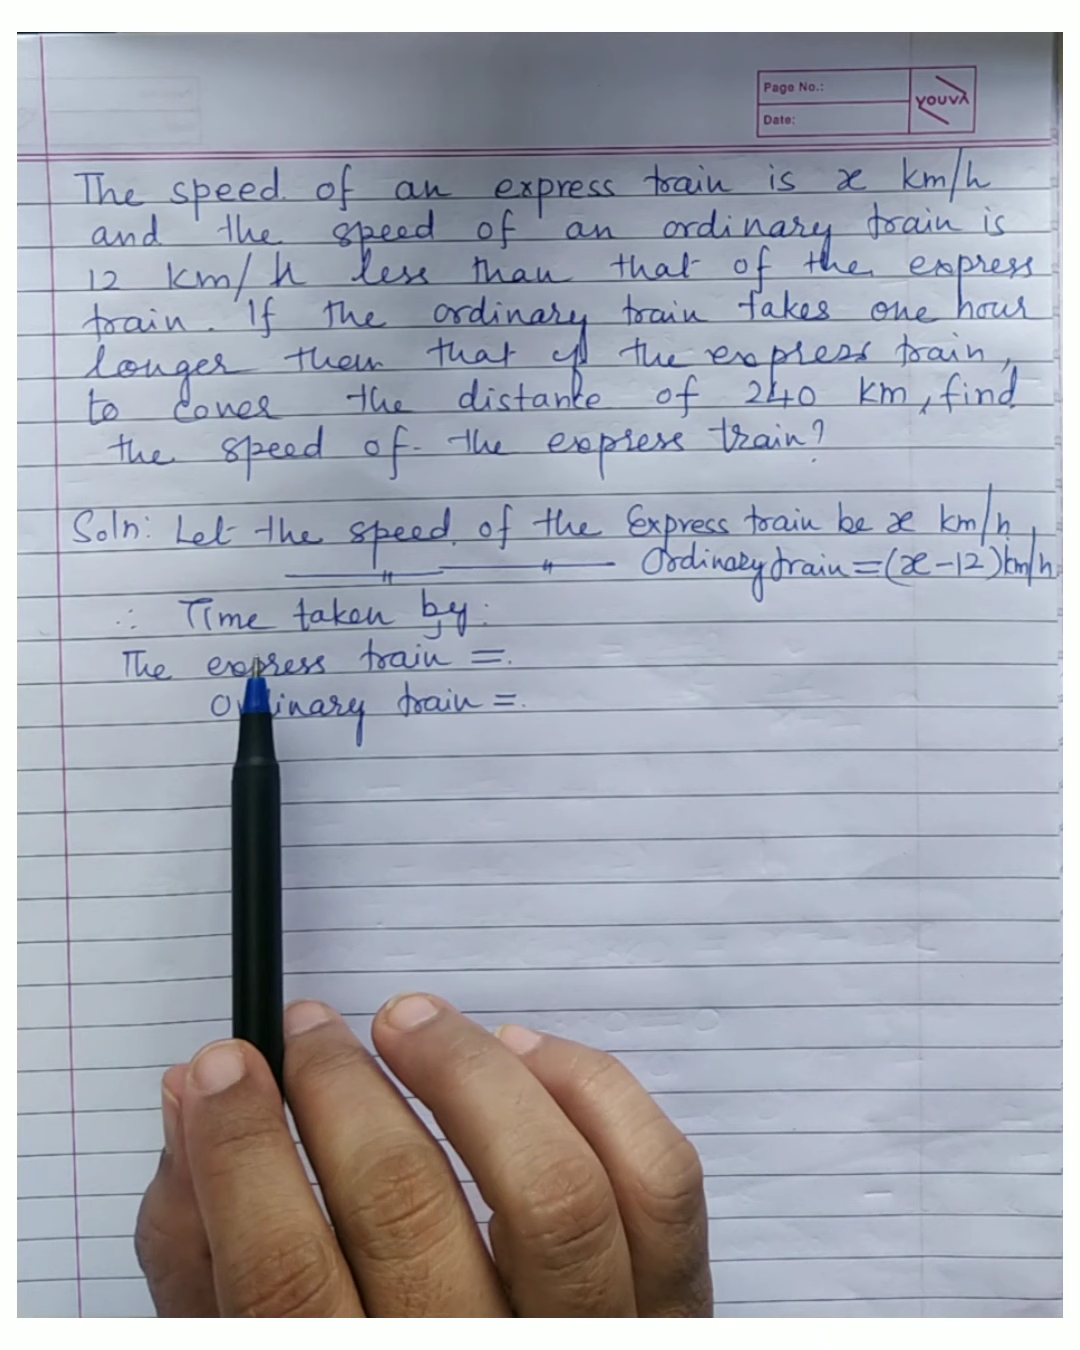 Page No.:
Date:
YOUVA
The speed of an express train is x km/h
and the speed of an ordinary train is
12 km/h less than that of the express
train. If the ordinary train takes one hour
longer then that of the express train,
to cover the distance of 240 km, find
the speed of the express train?
Soln: Let the speed of the Express train be x km/h,
—〃— —〃— Ordinary train = (x-12) km/h
∴ Time taken by:
The express train =.
Ordinary train =.